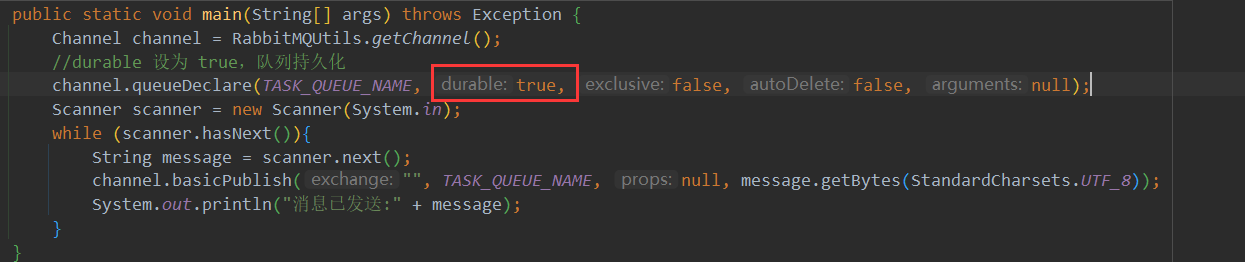 public static void main(String[] args) throws Exception {
    Channel channel = RabbitMQUtils.getChannel();
    //durable 设为 true，队列持久化
    channel.queueDeclare(TASK_QUEUE_NAME, durable: true, exclusive: false, autoDelete: false, arguments: null);
    Scanner scanner = new Scanner(System.in);
    while (scanner.hasNext()){
        String message = scanner.next();
        channel.basicPublish( exchange: "", TASK_QUEUE_NAME, props: null, message.getBytes(StandardCharsets.UTF_8));
        System.out.println("消息已发送:" + message);
    }
}